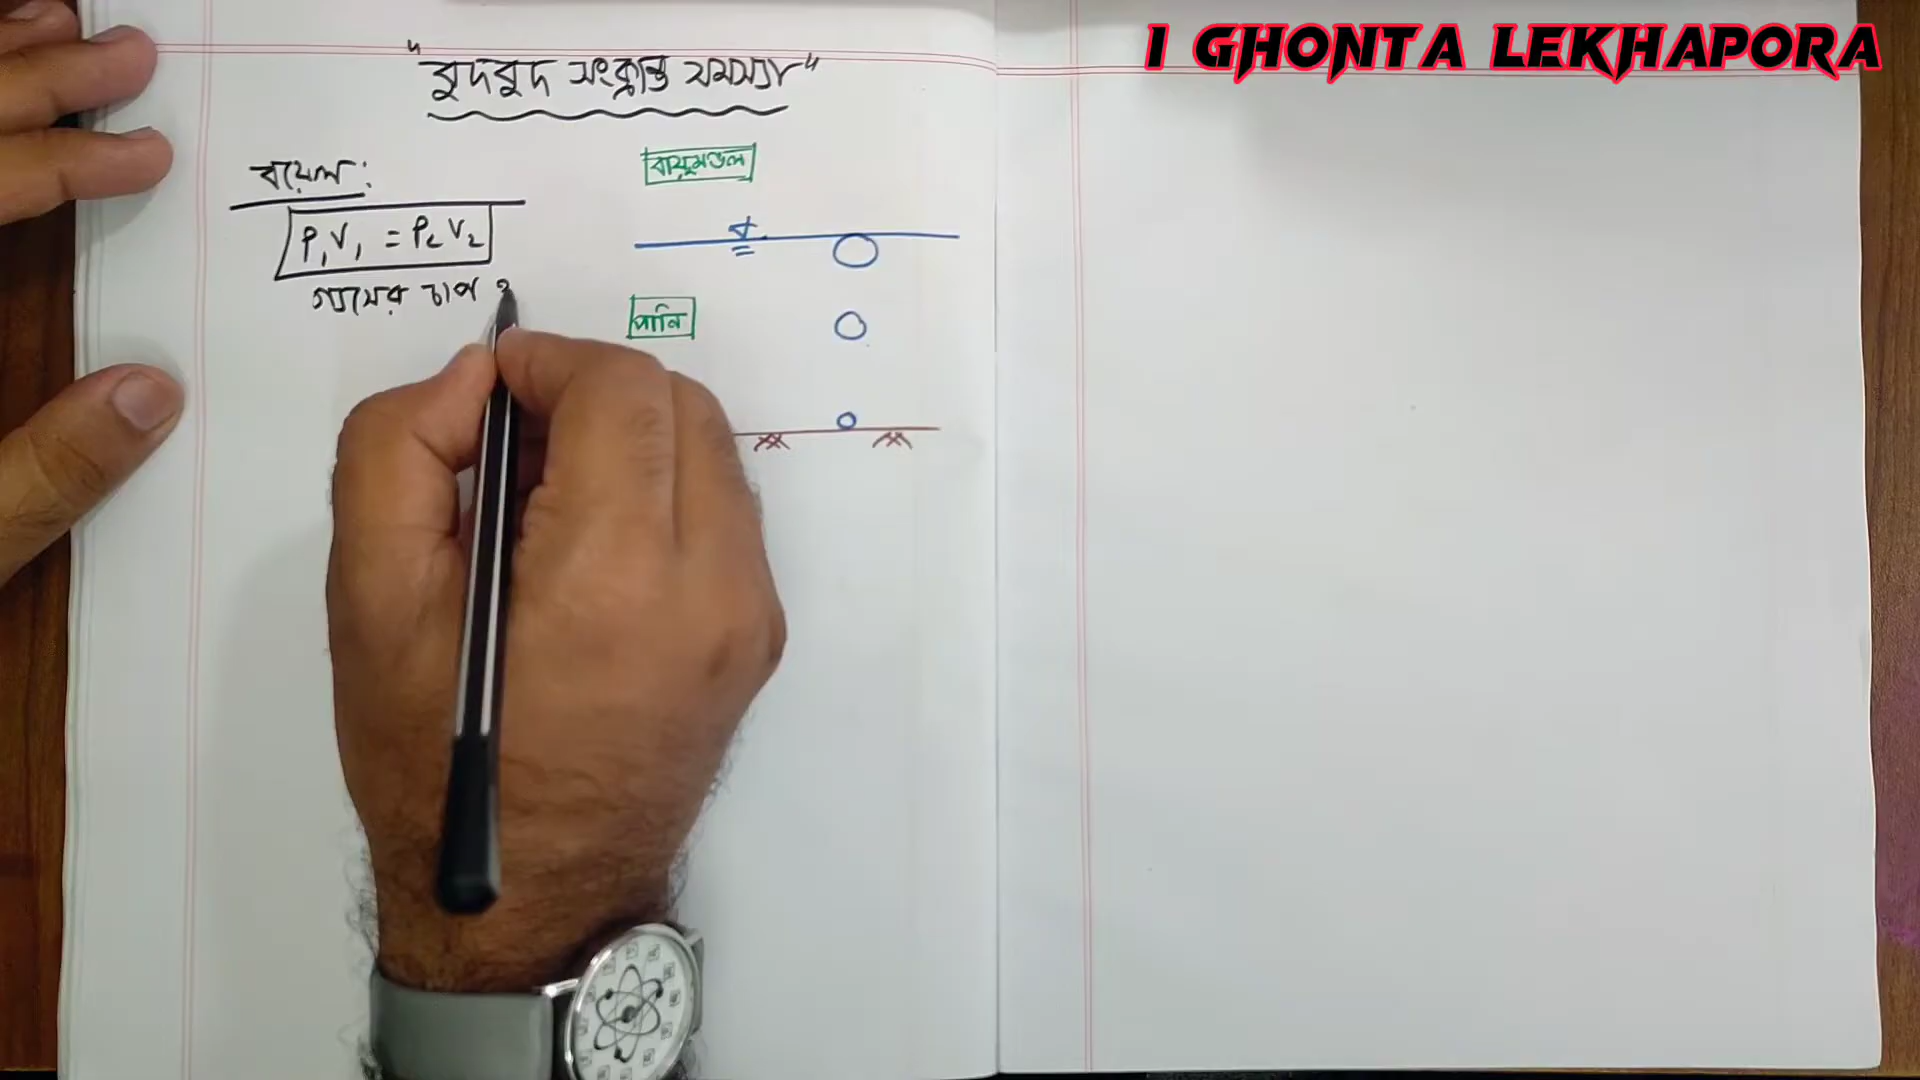 I GHONTA LEKHAPORA
"বুদবুদ সংক্রান্ত সমস্যা"
বয়েল:
P₁V₁ = P₂V₂
গ্যাসের চাপ
বায়ুমণ্ডল
পানি